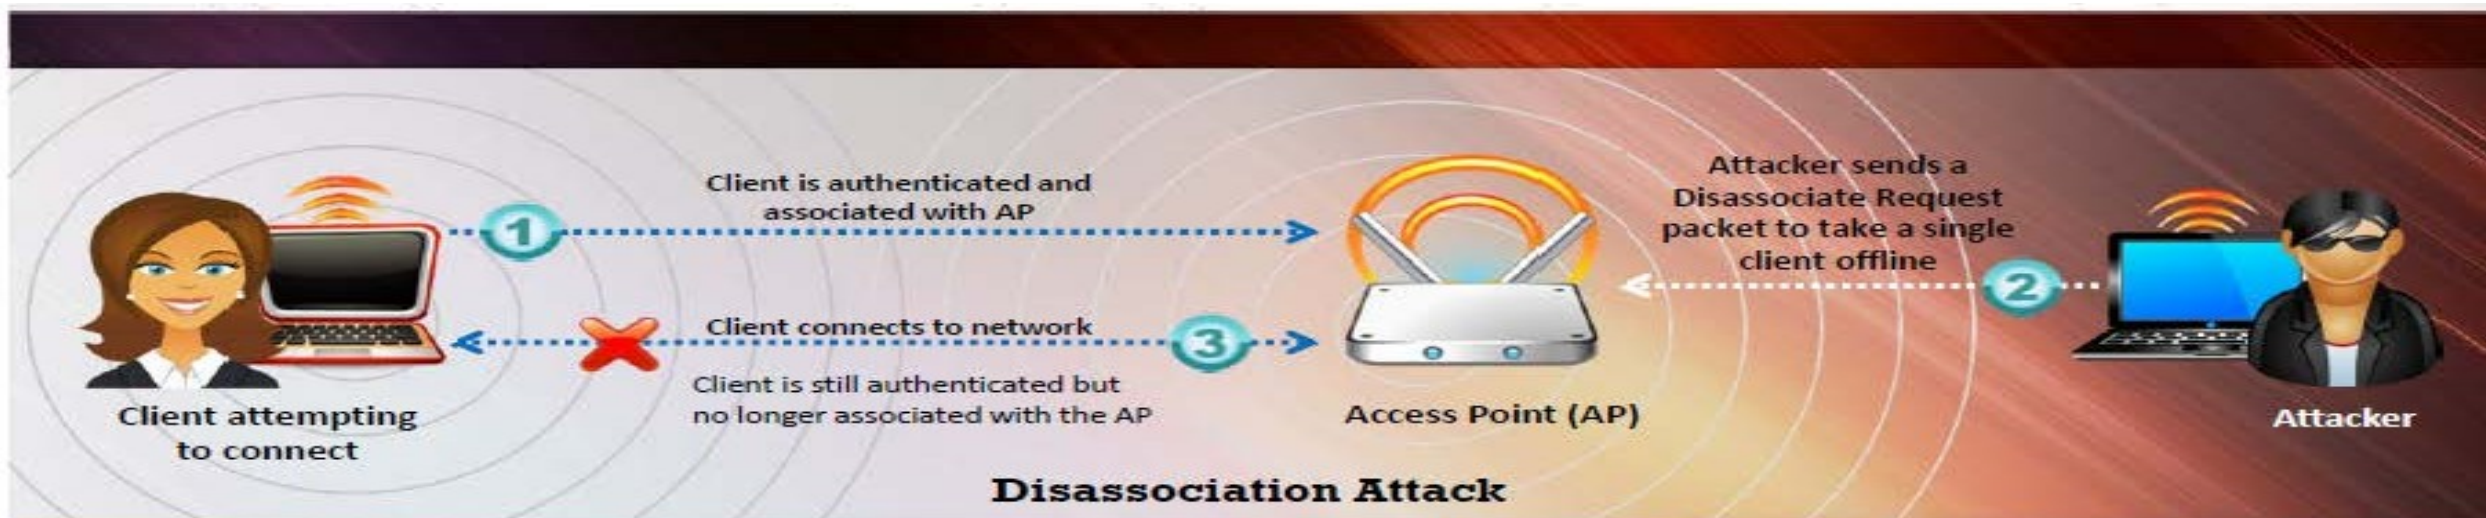 1
Client is authenticated and
associated with AP
Attacker sends a
Disassociate Request
packet to take a single
client offline
2
Client connects to network
3
Client is still authenticated but
no longer associated with the AP
Client attempting
to connect
Access Point (AP)
Attacker
Disassociation Attack